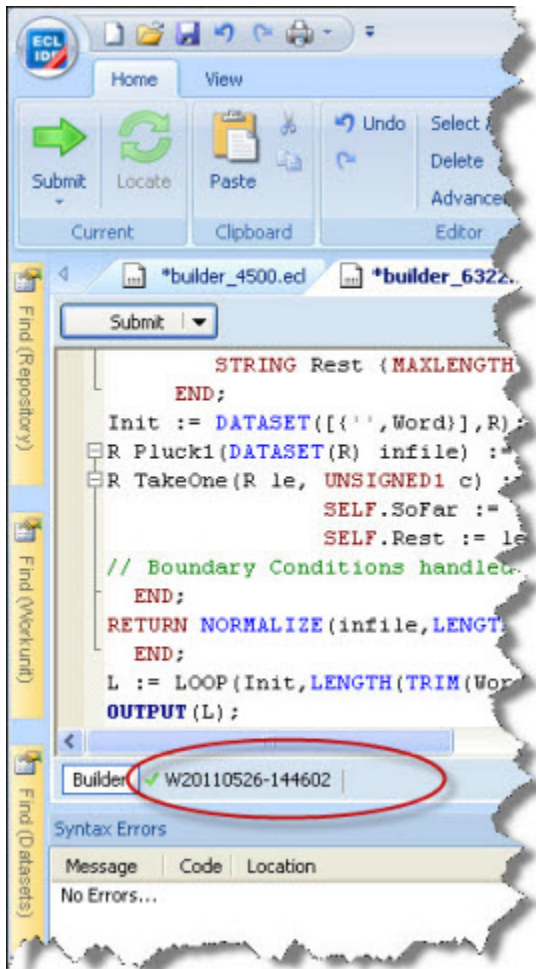 ECL
IDE
Home View
Submit Locate Paste Undo Select
Delete
Current Clipboard Editor
*builder_4500.ecl *builder_6322
Submit
STRING Rest {MAXLENGTH
END;
Init := DATASET([{'',Word}],R);
R Pluck1(DATASET(R) infile) :=
R TakeOne(R le, UNSIGNED1 c) :=
SELF.SoFar :=
SELF.Rest := le
// Boundary Conditions handled
END;
RETURN NORMALIZE(infile,LENGT
END;
L := LOOP(Init,LENGTH(TRIM(Wor
OUTPUT(L);
Builder W20110526-144602
Syntax Errors
Message Code Location
No Errors...
Find (Repository)
Find (Workunit)
Find (Datasets)